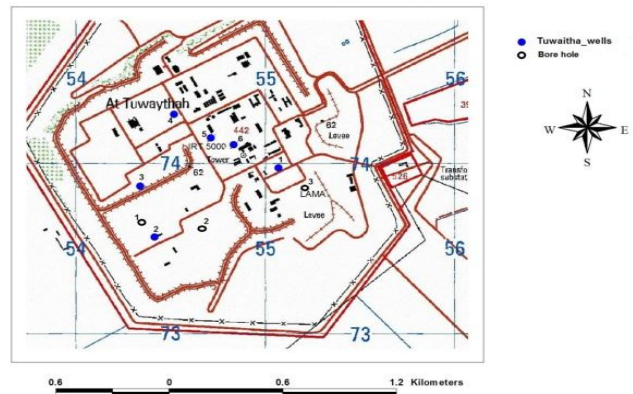 Tuwaitha_wells
Bore hole
N
W E
S
54 55 56
At Tuwaythah
4
5 442 6
IRT 5000
Tower
62
Levee
39
74 74
1
3
62
3
LAMA
Transfo
substat
526
1
2
2
Levee
54 55 56
73 73
0.6 0 0.6 1.2 Kilometers